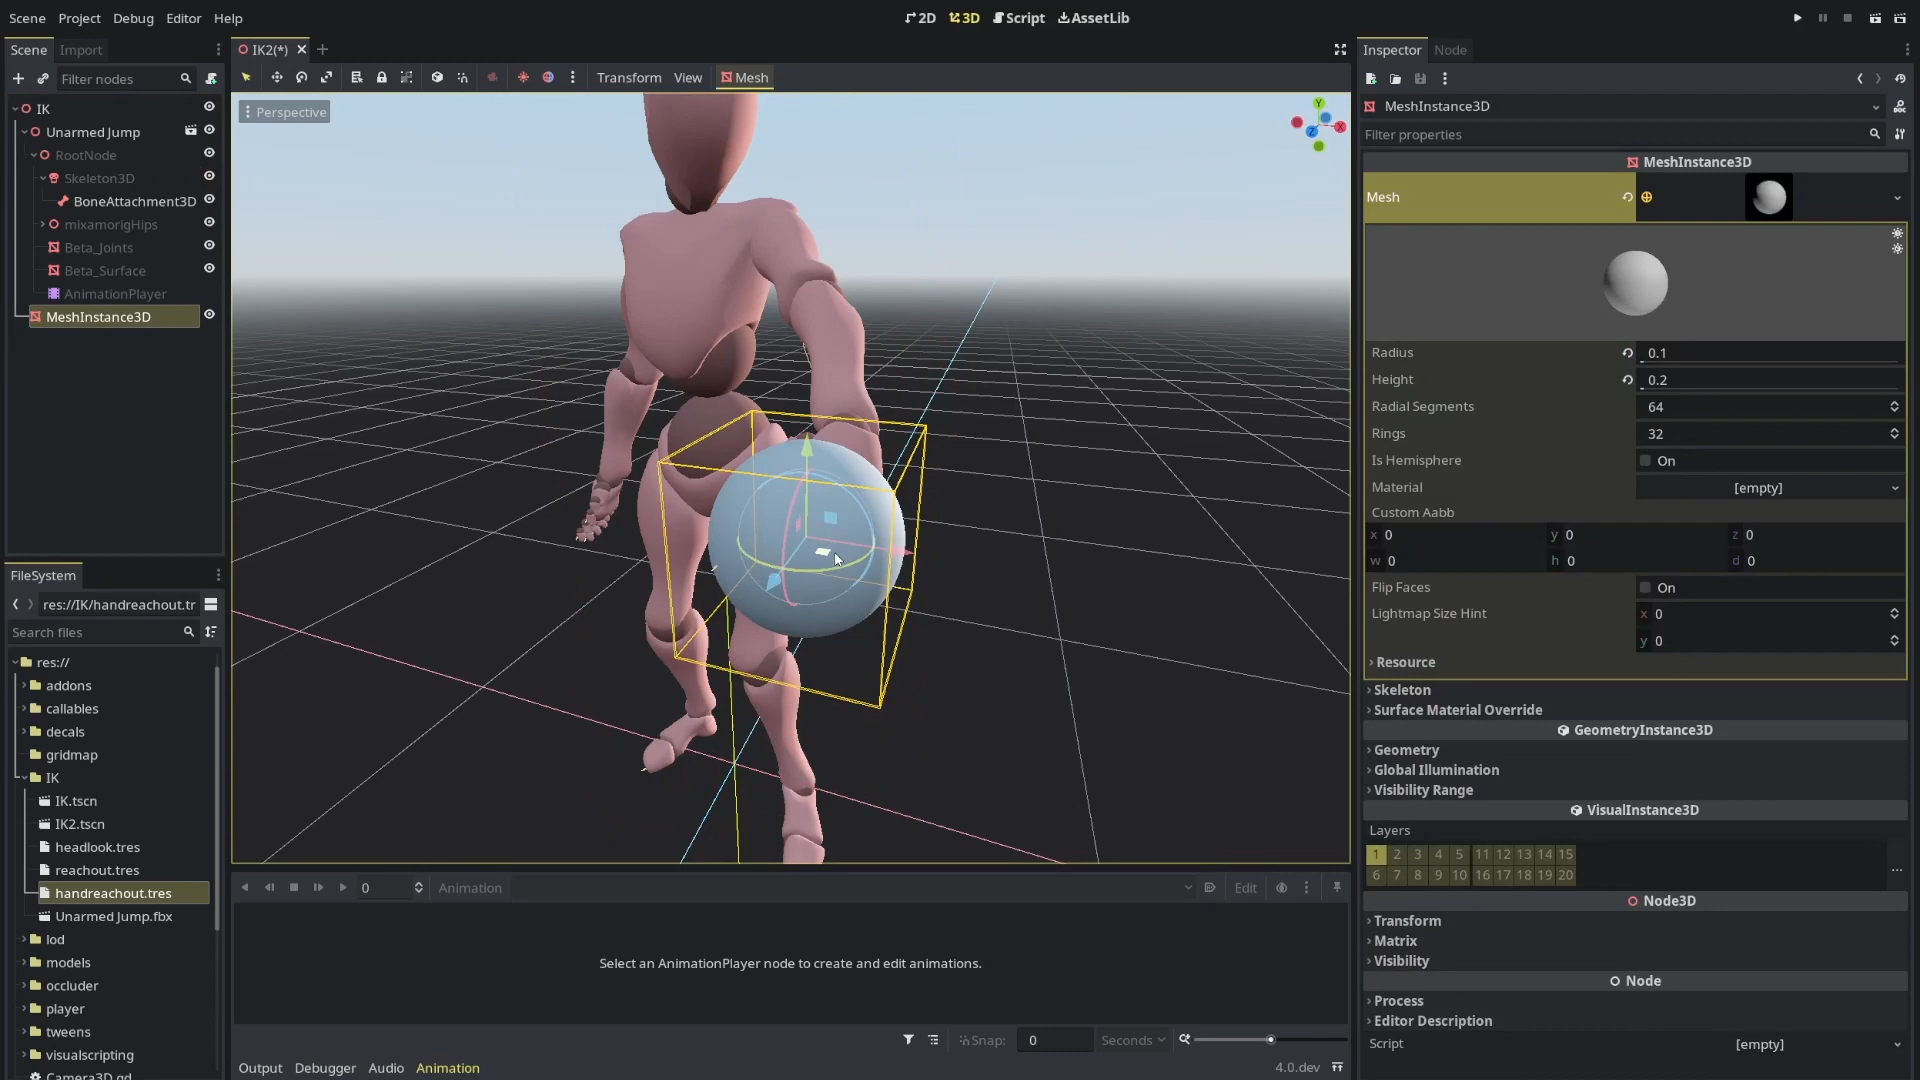 Scene Project Debug Editor Help
2D 3D Script AssetLib
Scene Import
Filter nodes
IK
Unarmed Jump
RootNode
Skeleton3D
BoneAttachment3D
mixamorigHips
Beta_Joints
Beta_Surface
AnimationPlayer
MeshInstance3D
FileSystem
res://IK/handreachout.tr
Search files
res://
addons
callables
decals
gridmap
IK
IK.tscn
IK2.tscn
headlook.tres
reachout.tres
handreachout.tres
Unarmed Jump.fbx
lod
models
occluder
player
tweens
visualscripting
Camera3D.gd
IK2(*)
Transform View Mesh
Perspective
Y
X
Z
0 Animation Edit
Select an AnimationPlayer node to create and edit animations.
Snap: 0 Seconds
Output Debugger Audio Animation 4.0.dev
Inspector Node
MeshInstance3D
Filter properties
MeshInstance3D
Mesh
Radius 0.1
Height 0.2
Radial Segments 64
Rings 32
Is Hemisphere On
Material [empty]
Custom Aabb
x 0 y 0 z 0
w 0 h 0 d 0
Flip Faces On
Lightmap Size Hint x 0
y 0
Resource
Skeleton
Surface Material Override
GeometryInstance3D
Geometry
Global Illumination
Visibility Range
VisualInstance3D
Layers
1 2 3 4 5 11 12 13 14 15
6 7 8 9 10 16 17 18 19 20
...
Node3D
Transform
Matrix
Visibility
Node
Process
Editor Description
Script [empty]